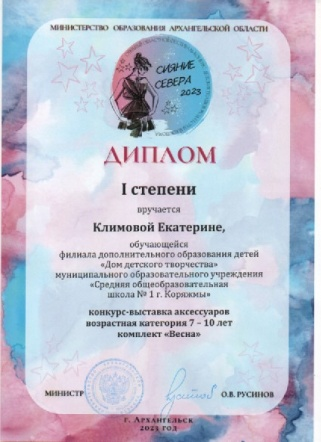 МИНИСТЕРСТВО ОБРАЗОВАНИЯ АРХАНГЕЛЬСКОЙ ОБЛАСТИ
СИЯНИЕ
СЕВЕРА
2023
ДИПЛОМ
I степени
вручается
Климовой Екатерине,
обучающейся
филиала дополнительного образования детей
«Дом детского творчества»
муниципального образовательного учреждения
«Средняя общеобразовательная
школа № 1 г. Коряжмы»
конкурс-выставка аксессуаров
возрастная категория 7 – 10 лет
комплект «Весна»
МИНИСТР
О.В. РУСИНОВ
г. Архангельск
2023 год